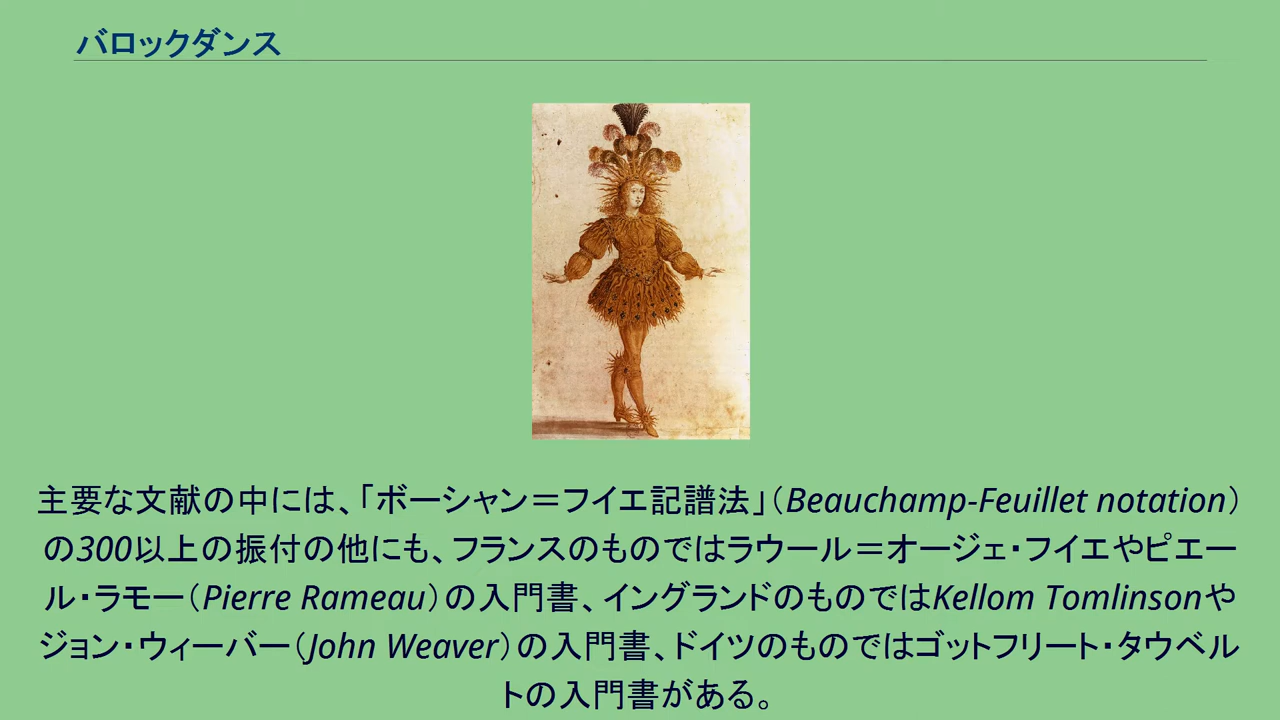 バロックダンス
主要な文献の中には、「ボーシャン＝フイエ記譜法」（Beauchamp-Feuillet notation）
の300以上の振付の他にも、フランスのものではラウール＝オージェ・フイエやピエー
ル・ラモー（Pierre Rameau）の入門書、イングランドのものではKellom Tomlinsonや
ジョン・ウィーバー（John Weaver）の入門書、ドイツのものではゴットフリート・タウベル
トの入門書がある。